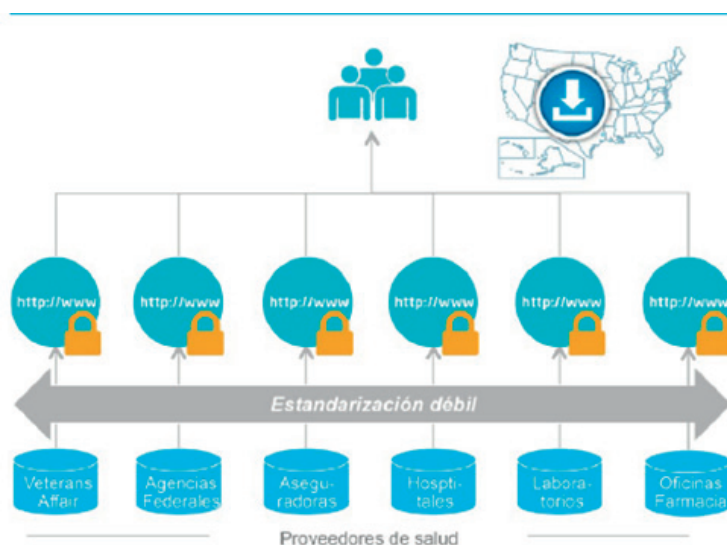 http://www http://www http://www http://www http://www http://www
Estandarización débil
Veterans Agencias Asegu- Hospti- Labora- Oficinas
Affair Federales radoras tales torios Farmacia
Proveedores de salud